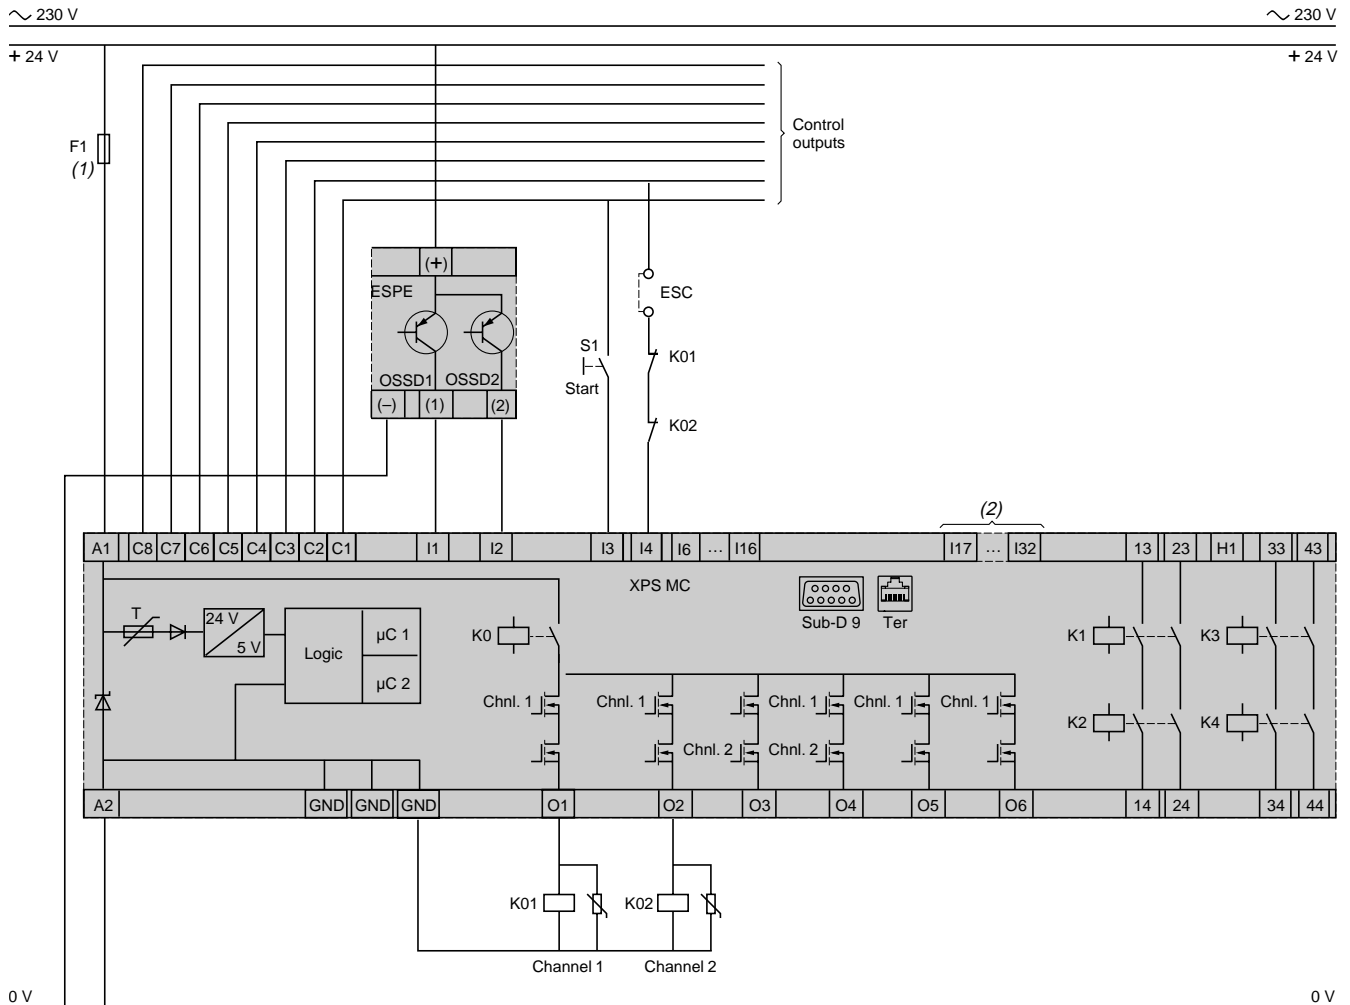 230 V 230 V
+ 24 V + 24 V
Control
outputs
F1
(1)
(+)
ESPE
ESC
S1
K01
Start
OSSD1 OSSD2
(–) (1) (2)
K02
(2)
A1 C8 C7 C6 C5 C4 C3 C2 C1 I1 I2 I3 I4 I6 ... I16 I17 ... I32 13 23 H1 33 43
XPS MC
T
24 V
5 V
Logic
µC 1
µC 2
Sub-D 9 Ter
K0 K1 K3
Chnl. 1 Chnl. 1 Chnl. 1 Chnl. 1 Chnl. 1
K2 K4
Chnl. 2 Chnl. 2
A2 GND GND GND O1 O2 O3 O4 O5 O6 14 24 34 44
K01 K02
Channel 1 Channel 2
0 V 0 V